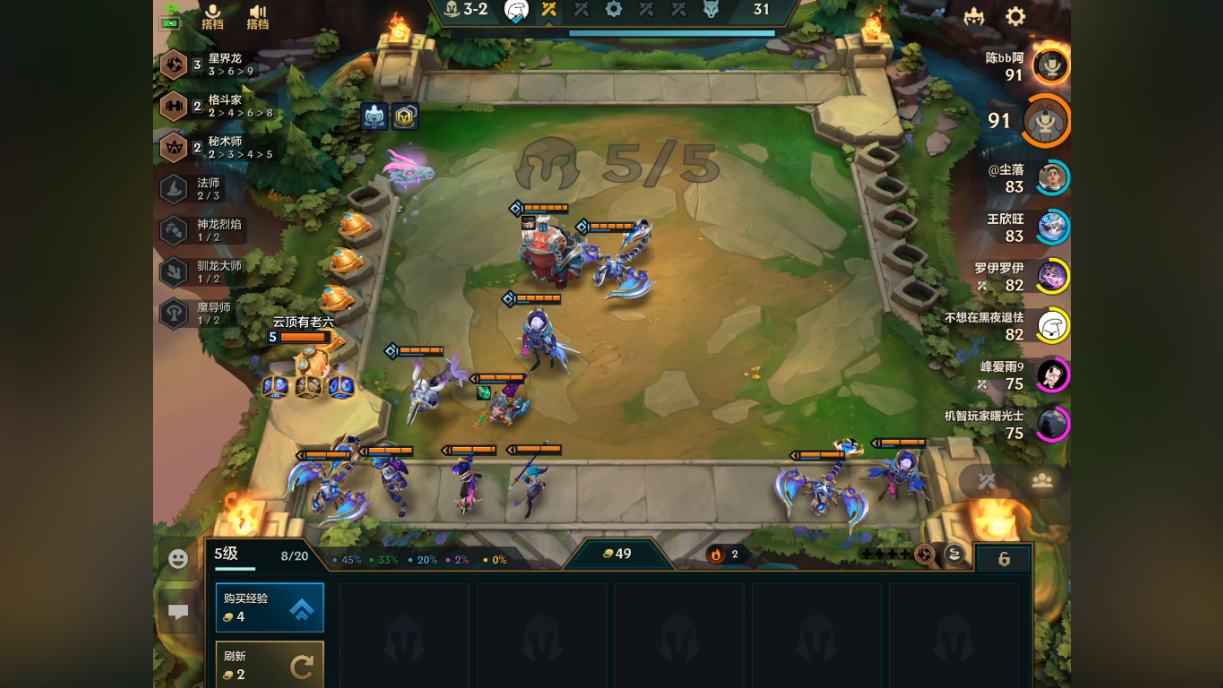 3-2
31
搭档
搭档
3
星界龙
3 > 6 > 9
2
格斗家
2 > 4 > 6 > 8
2
秘术师
2 > 3 > 4 > 5
法师
2 / 3
神龙烈焰
1 / 2
驯龙大师
1 / 2
魔导师
1 / 2
5/5
陈bb阿
91
91
@尘落
83
王欣旺
83
罗伊罗伊
82
不想在黑夜退怯
82
峰爱雨9
75
机智玩家曙光士
75
云顶有老六
5
5级
8/20
45%
33%
20%
2%
0%
49
2
购买经验
4
刷新
2